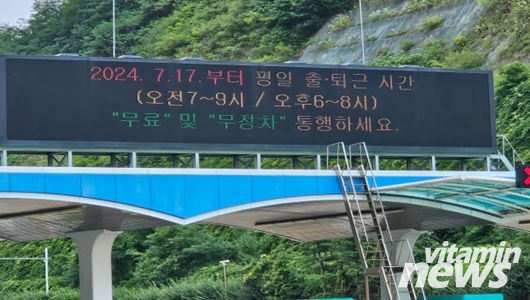 2024. 7.17.부터 평일 출·퇴근 시간
(오전7~9시 / 오후6~8시)
"무료" 및 "무정차" 통행하세요.
vitamin
news